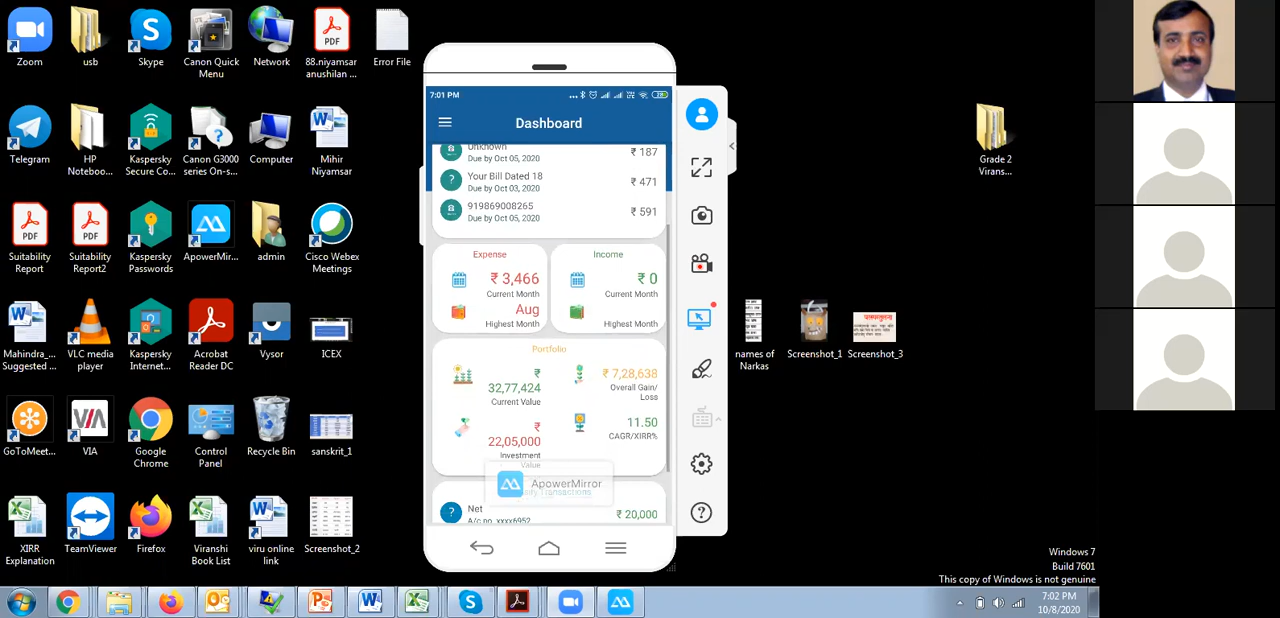 Zoom
usb
Skype
Canon Quick
Menu
Network
PDF
88.niyamsar
anushilan ...
Error File
Telegram
HP
Noteboo...
Kaspersky
Secure Co...
Canon G3000
series On-s...
Computer
Mihir
Niyamsar
PDF
Suitability
Report
PDF
Suitability
Report2
Kaspersky
Passwords
ApowerMir...
admin
Cisco Webex
Meetings
Mahindra_...
Suggested ...
VLC media
player
Kaspersky
Internet...
Acrobat
Reader DC
Vysor
ICEX
GoToMeet...
VIA
VIA
Google
Chrome
Control
Panel
Recycle Bin
sanskrit_1
XIRR
Explanation
TeamViewer
Firefox
Viranshi
Book List
viru online
link
Screenshot_2
7:01 PM
Dashboard
Unknown
Due by Oct 05, 2020
₹ 187
Your Bill Dated 18
Due by Oct 03, 2020
₹ 471
919869008265
Due by Oct 05, 2020
₹ 591
Expense
₹ 3,466
Current Month
Aug
Highest Month
Income
₹ 0
Current Month
Highest Month
Portfolio
₹
32,77,424
Current Value
₹ 7,28,638
Overall Gain/
Loss
₹
22,05,000
Investment
Value
11.50
CAGR/XIRR%
ApowerMirror
Transactions
Net
A/c no. xxxx6952
₹ 20,000
names of
Narkas
Screenshot_1
Screenshot_3
Grade 2
Virans...
Windows 7
Build 7601
This copy of Windows is not genuine
7:02 PM
10/8/2020